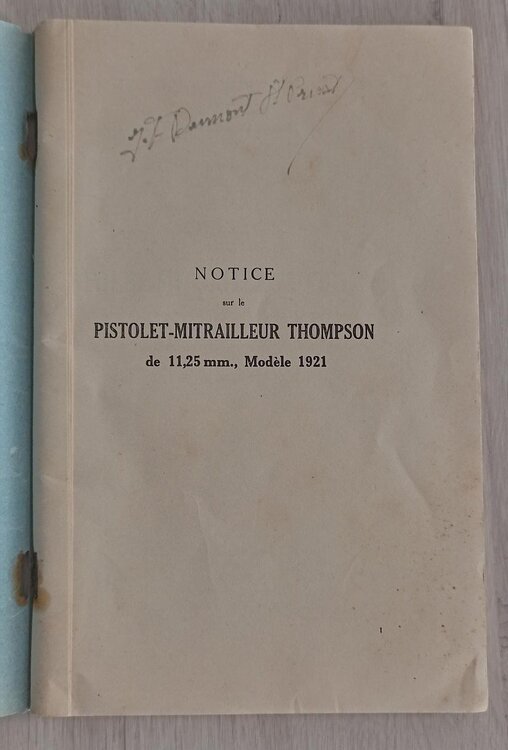 NOTICE
sur le
PISTOLET-MITRAILLEUR THOMPSON
de 11,25 mm., Modèle 1921